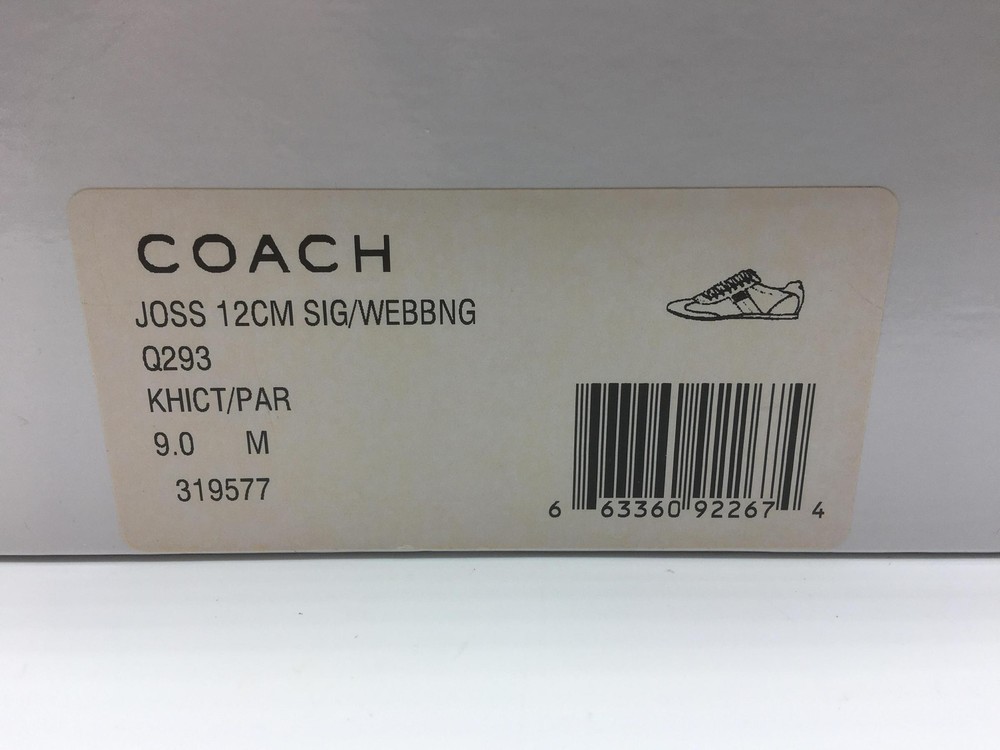 COACH
JOSS 12CM SIG/WEBBNG
Q293
KHICT/PAR
9.0 M
319577
6 63360 92267 4